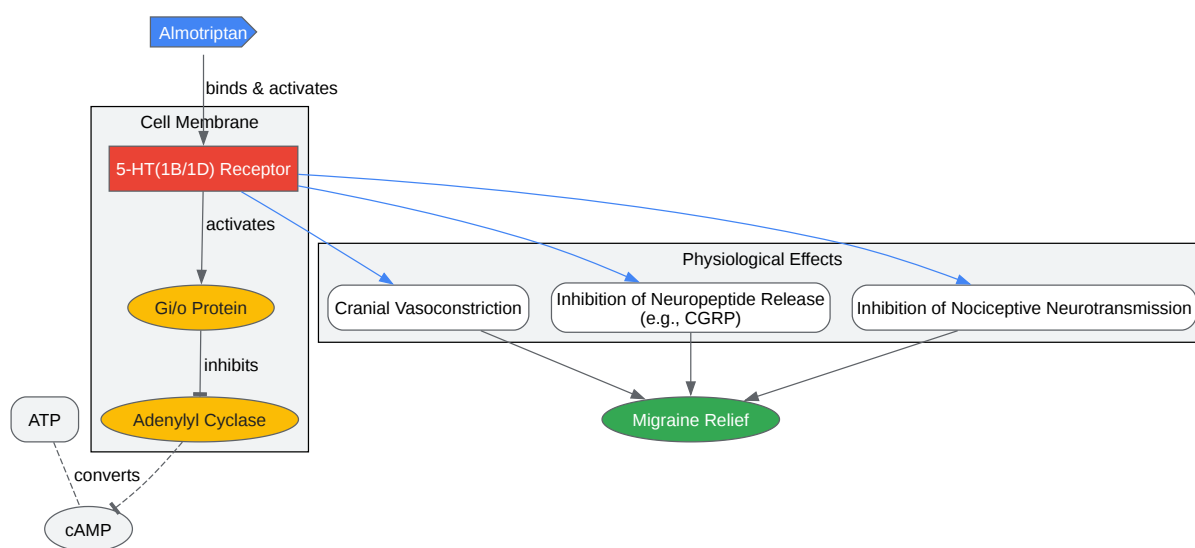 Almotriptan
binds & activates
Cell Membrane
5-HT(1B/1D) Receptor
activates
Physiological Effects
Gi/o Protein
Cranial Vasoconstriction
Inhibition of Neuropeptide Release
(e.g., CGRP)
Inhibition of Nociceptive Neurotransmission
inhibits
ATP
Adenylyl Cyclase
Migraine Relief
converts
cAMP